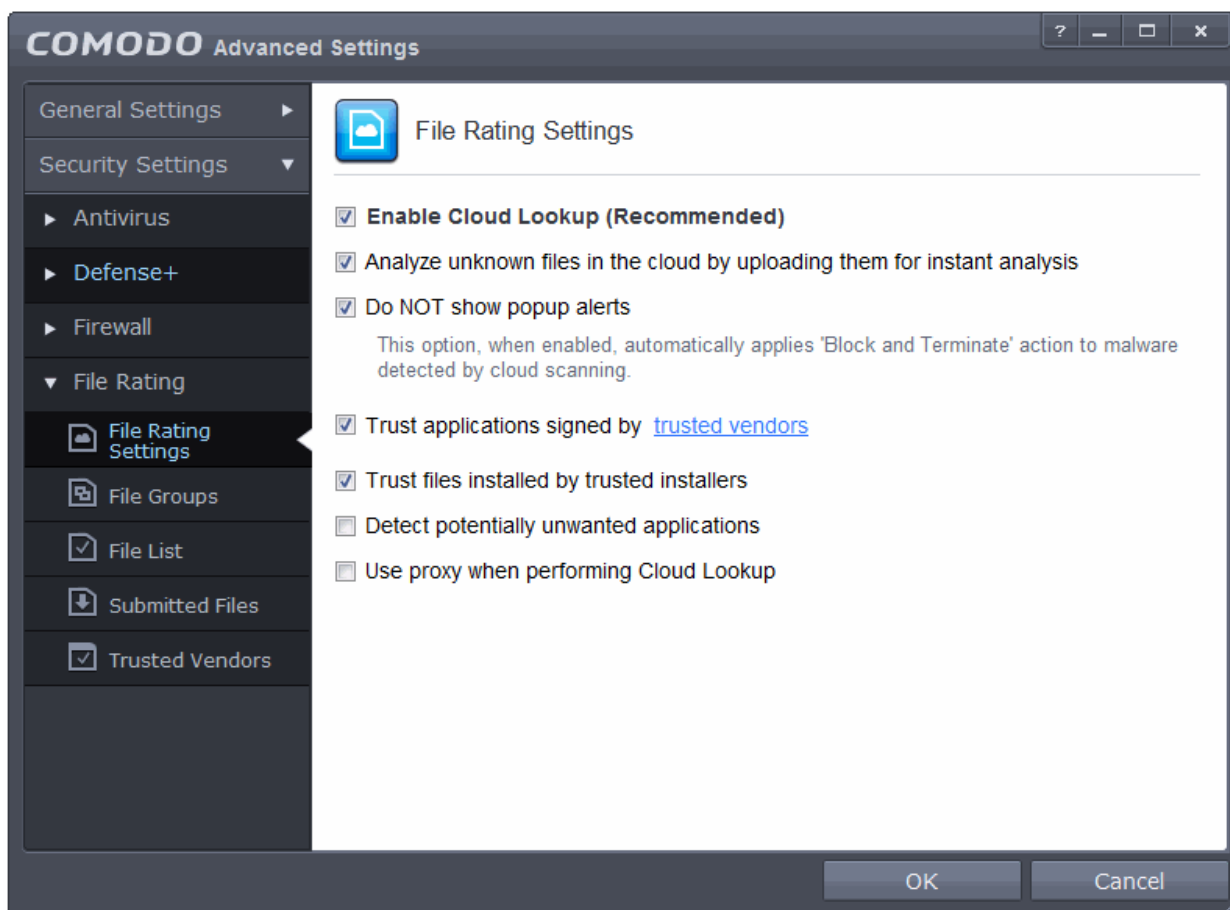 COMODO Advanced Settings
?
General Settings
Security Settings
Antivirus
Defense+
Firewall
File Rating
File Rating
Settings
File Groups
File List
Submitted Files
Trusted Vendors
File Rating Settings
Enable Cloud Lookup (Recommended)
Analyze unknown files in the cloud by uploading them for instant analysis
Do NOT show popup alerts
This option, when enabled, automatically applies 'Block and Terminate' action to malware
detected by cloud scanning.
Trust applications signed by trusted vendors
Trust files installed by trusted installers
Detect potentially unwanted applications
Use proxy when performing Cloud Lookup
OK
Cancel